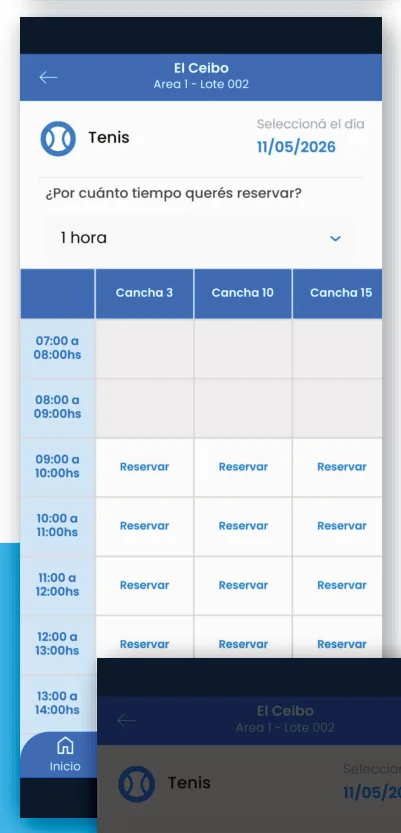 El Ceibo
Area 1 - Lote 002
Tenis
Seleccioná el día
11/05/2026
¿Por cuánto tiempo querés reservar?
1 hora
Cancha 3 Cancha 10 Cancha 15
07:00 a
08:00hs
08:00 a
09:00hs
09:00 a
10:00hs
Reservar Reservar Reservar
10:00 a
11:00hs
Reservar Reservar Reservar
11:00 a
12:00hs
Reservar Reservar Reservar
12:00 a
13:00hs
Reservar Reservar Reservar
13:00 a
14:00hs
Inicio
El Ceibo
Area 1 - Lote 002
Tenis